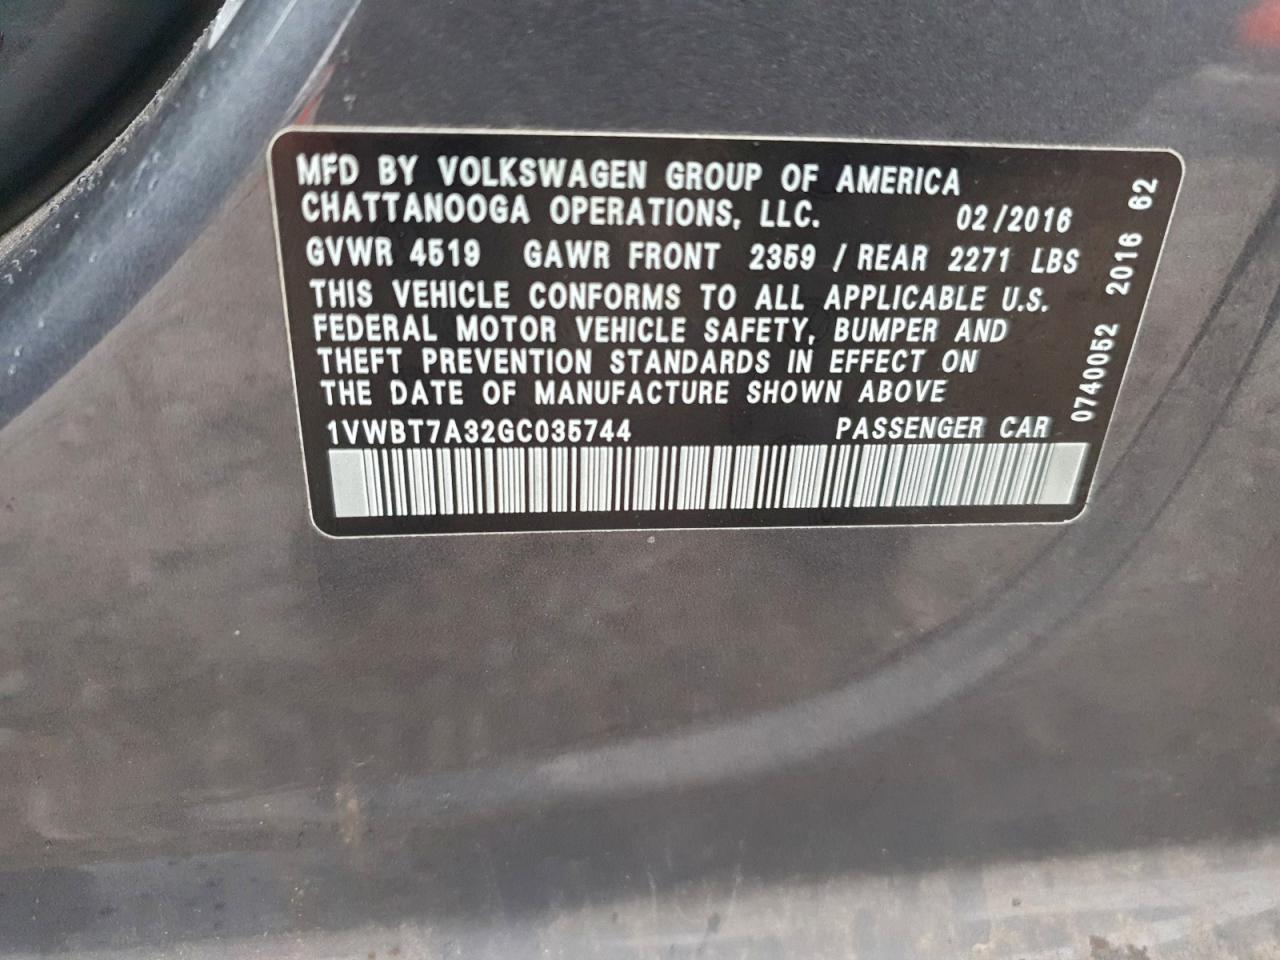 MFD BY VOLKSWAGEN GROUP OF AMERICA
CHATTANOOGA OPERATIONS, LLC. 02/2016
GVWR 4519 GAWR FRONT 2359 / REAR 2271 LBS
THIS VEHICLE CONFORMS TO ALL APPLICABLE U.S.
FEDERAL MOTOR VEHICLE SAFETY, BUMPER AND
THEFT PREVENTION STANDARDS IN EFFECT ON
THE DATE OF MANUFACTURE SHOWN ABOVE
1VWBT7A32GC035744 PASSENGER CAR
0740052 2016 62